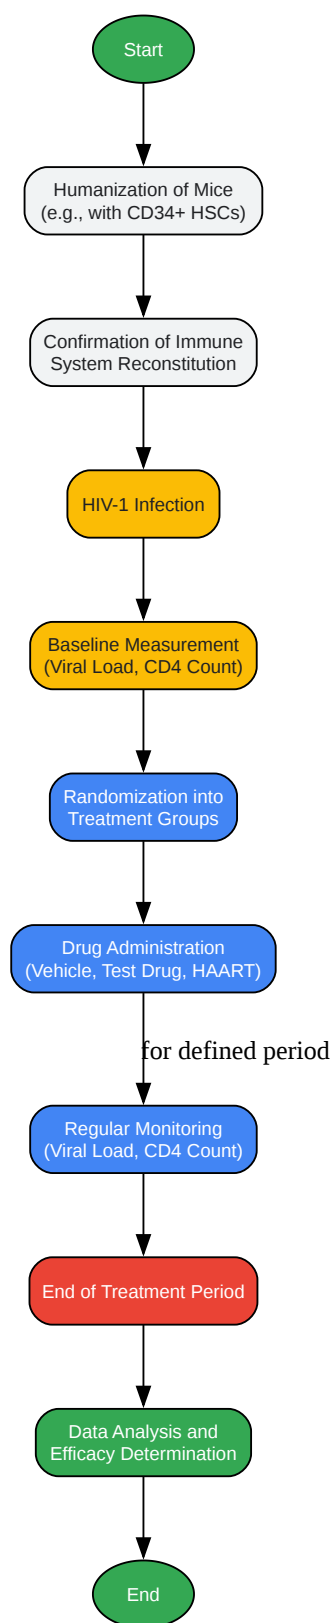 Start
Humanization of Mice
(e.g., with CD34+ HSCs)
Confirmation of Immune
System Reconstitution
HIV-1 Infection
Baseline Measurement
(Viral Load, CD4 Count)
Randomization into
Treatment Groups
Drug Administration
(Vehicle, Test Drug, HAART)
for defined period
Regular Monitoring
(Viral Load, CD4 Count)
End of Treatment Period
Data Analysis and
Efficacy Determination
End